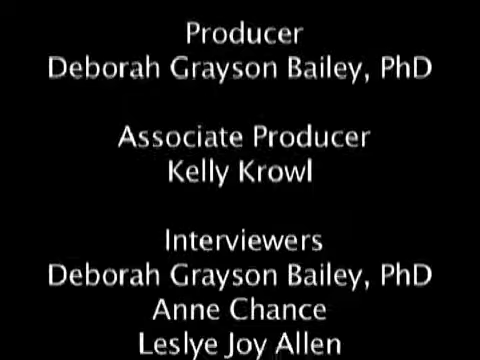 Producer
Deborah Grayson Bailey, PhD
Associate Producer
Kelly Krowl
Interviewers
Deborah Grayson Bailey, PhD
Anne Chance
Leslye Joy Allen